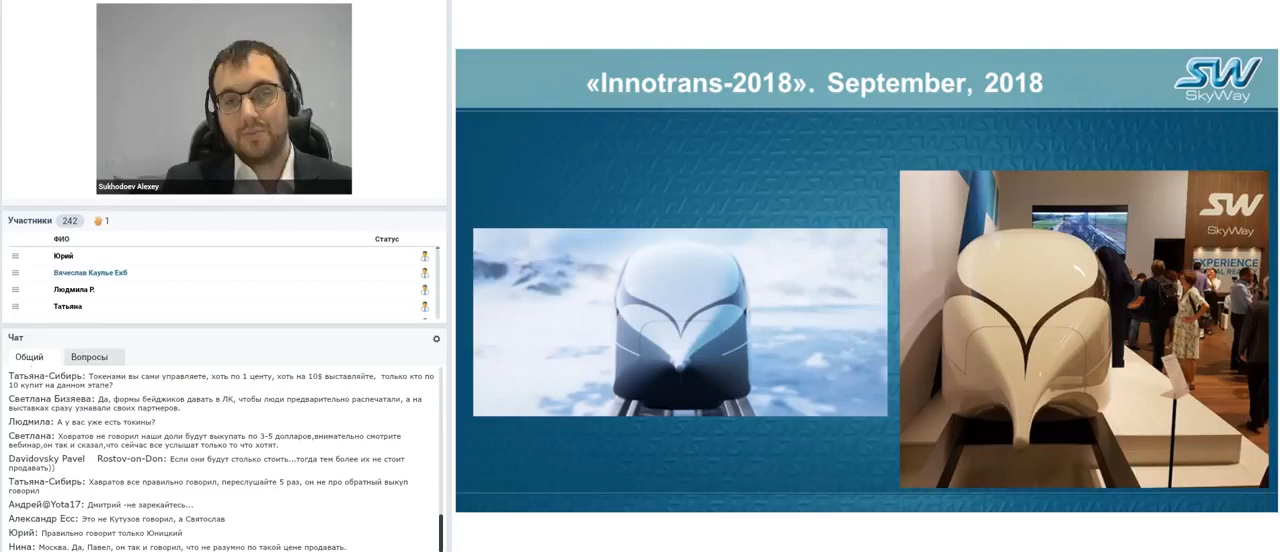 Sukhodoev Alexey
Участники 242 1
ФИО Статус
Юрий
Вячеслав Каулье Екб
Людмила Р.
Татьяна
Чат
Общий Вопросы
Татьяна-Сибирь: Токенами вы сами управляете, хоть по 1 центу, хоть на 10$ выставляйте, только кто по
10 купит на данном этапе?
Светлана Бизяева: Да, формы бейджиков давать в ЛК, чтобы люди предварительно распечатали, а на
выставках сразу узнавали своих партнеров.
Людмила: А у вас уже есть токины?
Светлана: Ховратов не говорил наши доли будут выкупать по 3-5 долларов,внимательно смотрите
вебинар,он так и сказал,что сейчас все услышат только то что хотят.
Davidovsky Pavel Rostov-on-Don: Если они будут столько стоить...тогда тем более их не стоит
продавать))
Татьяна-Сибирь: Хавратов все правильно говорил, переслушайте 5 раз, он не про обратный выкуп
говорил
Андрей@Yota17: Дмитрий -не зарекайтесь...
Александр Есс: Это не Кутузов говорил, а Святослав
Юрий: Правильно говорит только Юницкий
Нина: Москва. Да, Павел, он так и говорил, что не разумно по такой цене продавать.
«Innotrans-2018». September, 2018
SW
SkyWay
SW
SkyWay
EXPERIENCE